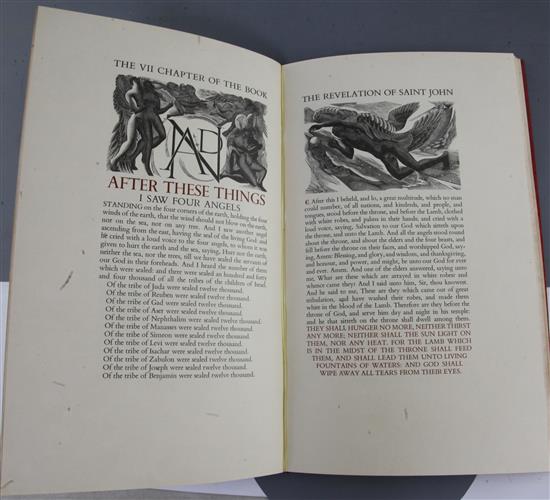 THE VII CHAPTER OF THE BOOK
AND
AFTER THESE THINGS
I SAW FOUR ANGELS
STANDING on the four corners of the earth, holding the four
winds of the earth, that the wind should not blow on the earth,
nor on the sea, nor on any tree. And I saw another angel
ascending from the east, having the seal of the living God: and
he cried with a loud voice to the four angels, to whom it was
given to hurt the earth and the sea, saying, Hurt not the earth,
neither the sea, nor the trees, till we have sealed the servants of
our God in their foreheads. And I heard the number of them
which were sealed: and there were sealed an hundred and forty
and four thousand of all the tribes of the children of Israel.
Of the tribe of Juda were sealed twelve thousand.
Of the tribe of Reuben were sealed twelve thousand.
Of the tribe of Gad were sealed twelve thousand.
Of the tribe of Aser were sealed twelve thousand.
Of the tribe of Nephthalim were sealed twelve thousand.
Of the tribe of Manasses were sealed twelve thousand.
Of the tribe of Simeon were sealed twelve thousand.
Of the tribe of Levi were sealed twelve thousand.
Of the tribe of Isachar were sealed twelve thousand.
Of the tribe of Zabulon were sealed twelve thousand.
Of the tribe of Joseph were sealed twelve thousand.
Of the tribe of Benjamin were sealed twelve thousand.
THE REVELATION OF SAINT JOHN
After this I beheld, and lo, a great multitude, which no man
could number, of all nations, and kindreds, and people, and
tongues, stood before the throne, and before the Lamb, clothed
with white robes, and palms in their hands; and cried with a
loud voice, saying, Salvation to our God which sitteth upon
the throne, and unto the Lamb. And all the angels stood round
about the throne, and about the elders and the four beasts, and
fell before the throne on their faces, and worshipped God, saying,
Amen: Blessing, and glory, and wisdom, and thanksgiving,
and honour, and power, and might, be unto our God for ever
and ever. Amen. And one of the elders answered, saying unto
me, What are these which are arrayed in white robes? and
whence came they? And I said unto him, Sir, thou knowest.
And he said to me, These are they which came out of great
tribulation, and have washed their robes, and made them
white in the blood of the Lamb. Therefore are they before the
throne of God, and serve him day and night in his temple:
and he that sitteth on the throne shall dwell among them.
THEY SHALL HUNGER NO MORE, NEITHER THIRST
ANY MORE; NEITHER SHALL THE SUN LIGHT ON
THEM, NOR ANY HEAT. FOR THE LAMB WHICH
IS IN THE MIDST OF THE THRONE SHALL FEED
THEM, AND SHALL LEAD THEM UNTO LIVING
FOUNTAINS OF WATERS: AND GOD SHALL
WIPE AWAY ALL TEARS FROM THEIR EYES.